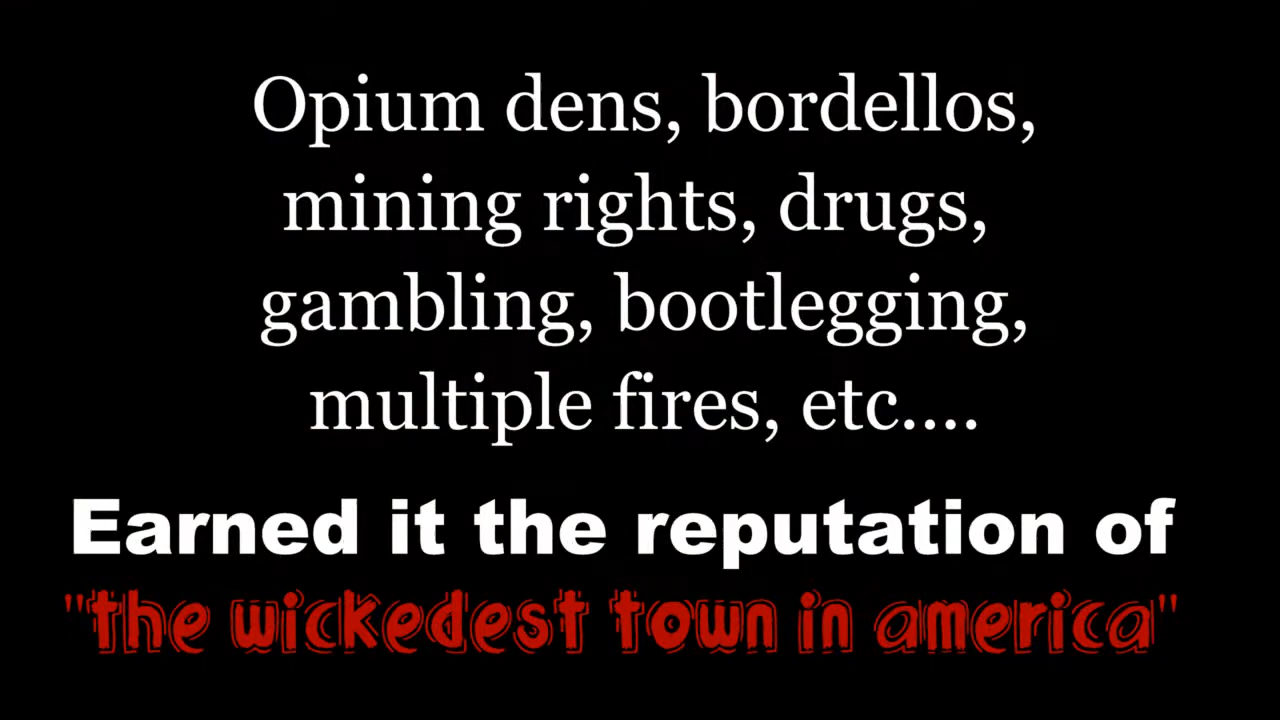 Opium dens, bordellos,
mining rights, drugs,
gambling, bootlegging,
multiple fires, etc....
Earned it the reputation of
"the wickedest town in america"